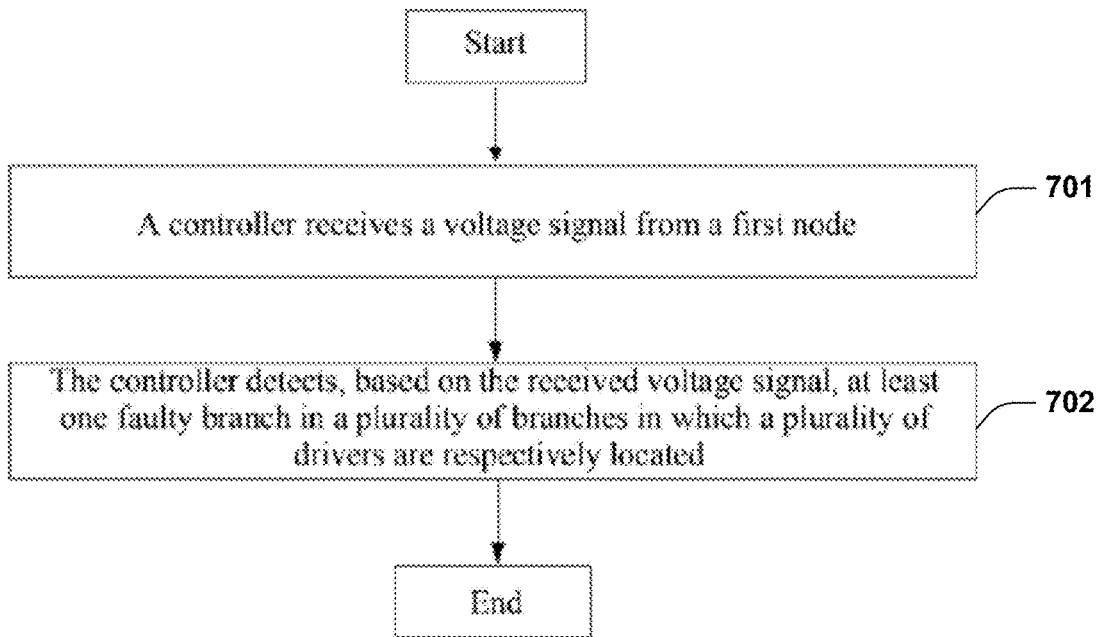 Start
A controller receives a voltage signal from a first node
701
The controller detects, based on the received voltage signal, at least
one faulty branch in a plurality of branches in which a plurality of
drivers are respectively located
702
End